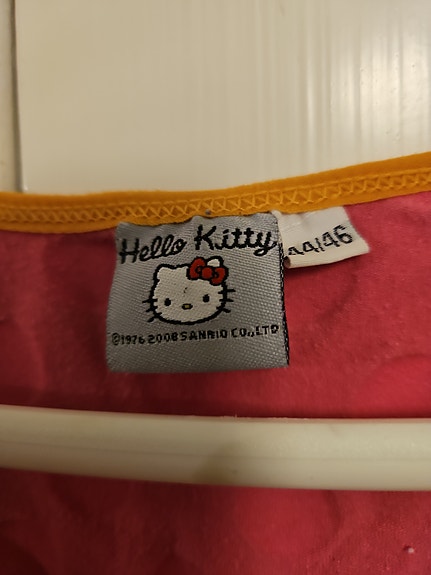 Hello Kitty
44/46
©1976 2008 SANRIO CO.,LTD